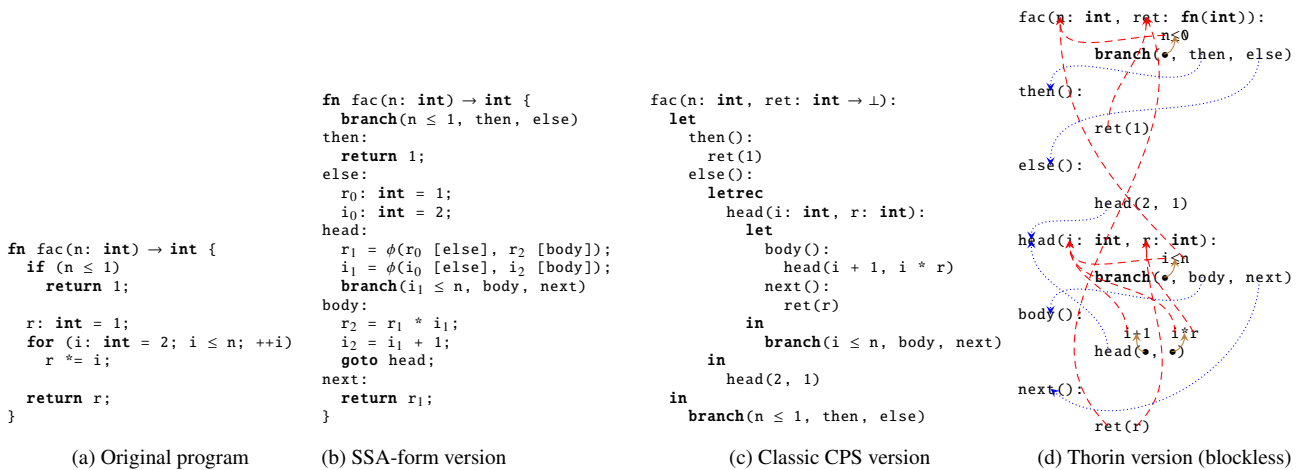 fn fac(n: int) → int {
  if (n ≤ 1)
    return 1;
  r: int = 1;
  for (i: int = 2; i ≤ n; ++i)
    r *= i;
  return r;
}
(a) Original program
fn fac(n: int) → int {
  branch(n ≤ 1, then, else)
then:
  return 1;
else:
  r₀: int = 1;
  i₀: int = 2;
head:
  r₁ = ϕ(r₀ [else], r₂ [body]);
  i₁ = ϕ(i₀ [else], i₂ [body]);
  branch(i₁ ≤ n, body, next)
body:
  r₂ = r₁ * i₁;
  i₂ = i₁ + 1;
  goto head;
next:
  return r₁;
}
(b) SSA-form version
fac(n: int, ret: int → ⊥):
  let
    then():
      ret(1)
    else():
      letrec
        head(i: int, r: int):
          let
            body():
              head(i + 1, i * r)
            next():
              ret(r)
          in
            branch(i ≤ n, body, next)
      in
        head(2, 1)
  in
    branch(n ≤ 1, then, else)
(c) Classic CPS version
fac(n: int, ret: fn(int)):
n≤0
branch(•, then, else)
then():
ret(1)
else():
head(2, 1)
head(i: int, r: int):
i≤n
branch(•, body, next)
body():
i+1 i*r
head(•, •)
next():
ret(r)
(d) Thorin version (blockless)